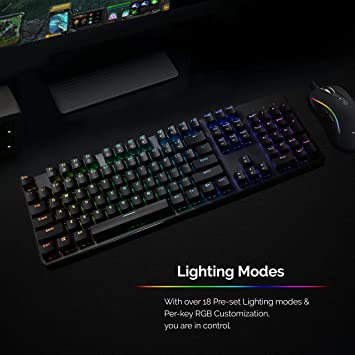 Lighting Modes
With over 18 Pre-set Lighting modes &
Per-key RGB Customization,
you are in control.